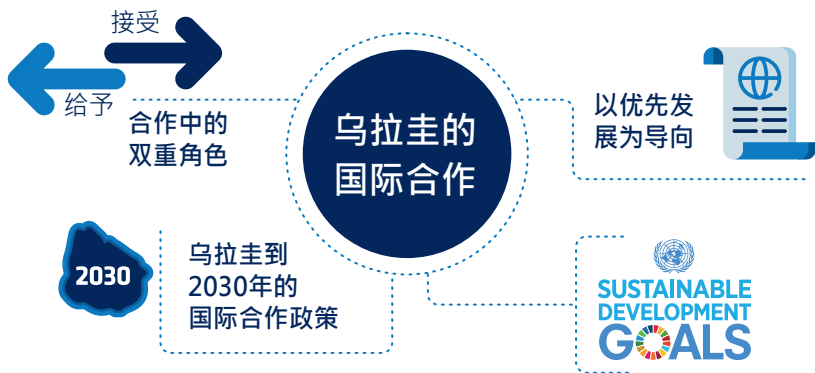 接受
给予
合作中的
双重角色
乌拉圭的
国际合作
以优先发
展为导向
2030
乌拉圭到
2030年的
国际合作政策
SUSTAINABLE
DEVELOPMENT
GOALS